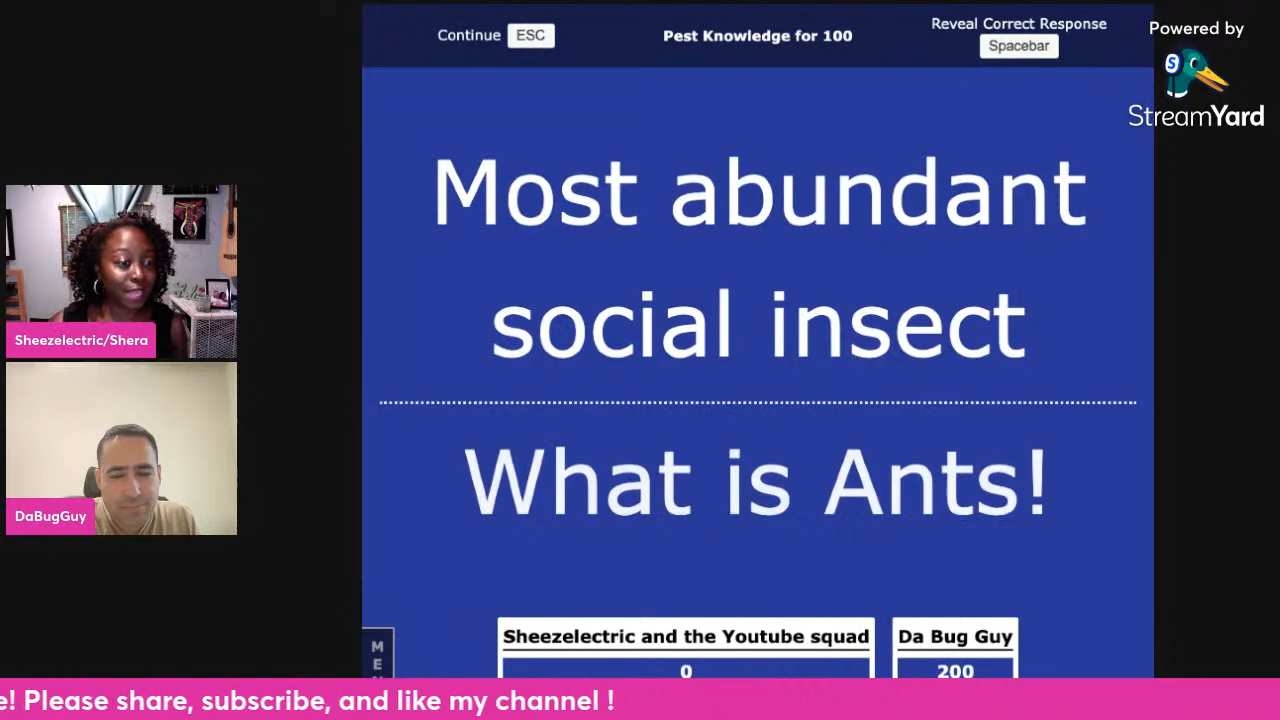 Continue ESC
Pest Knowledge for 100
Reveal Correct Response
Spacebar
Powered by
S
StreamYard
Most abundant
social insect
What is Ants!
Sheezelectric/Shera
DaBugGuy
M
E
Sheezelectric and the Youtube squad
0
Da Bug Guy
200
e! Please share, subscribe, and like my channel !